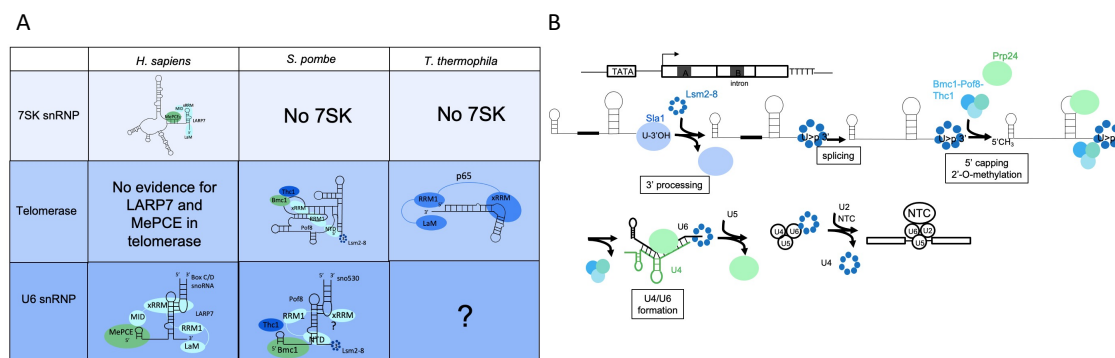 A
H. sapiens
S. pombe
T. thermophila
7SK snRNP
MePCE
MID
xRRM
LARP7
LaM
No 7SK
No 7SK
Telomerase
No evidence for
LARP7 and
MePCE in
telomerase
Thc1
Bmc1
xRRM
RRM1
Pof8
NTD
Lsm2-8
p65
RRM1
xRRM
3'
LaM
U6 snRNP
5' 3'
Box C/D
snoRNA
xRRM
LARP7
MID
RRM1
MePCE
5'
3'
LaM
5' 3'
sno530
Pof8
RRM1
xRRM
?
Thc1
NTD
5'
Bmc1
Lsm2-8
?
B
TATA
A
B
TTTTT
intron
Prp24
Lsm2-8
Bmc1-Pof8-
Thc1
Sla1
U-3'OH
U>p 3'
U>p 3'
5'CH3
U>p
3' processing
splicing
5' capping
2'-O-methylation
U6
U4
U4/U6
formation
U5
U4 U6
U5
U2
NTC
U4
NTC
U6 U2
U5